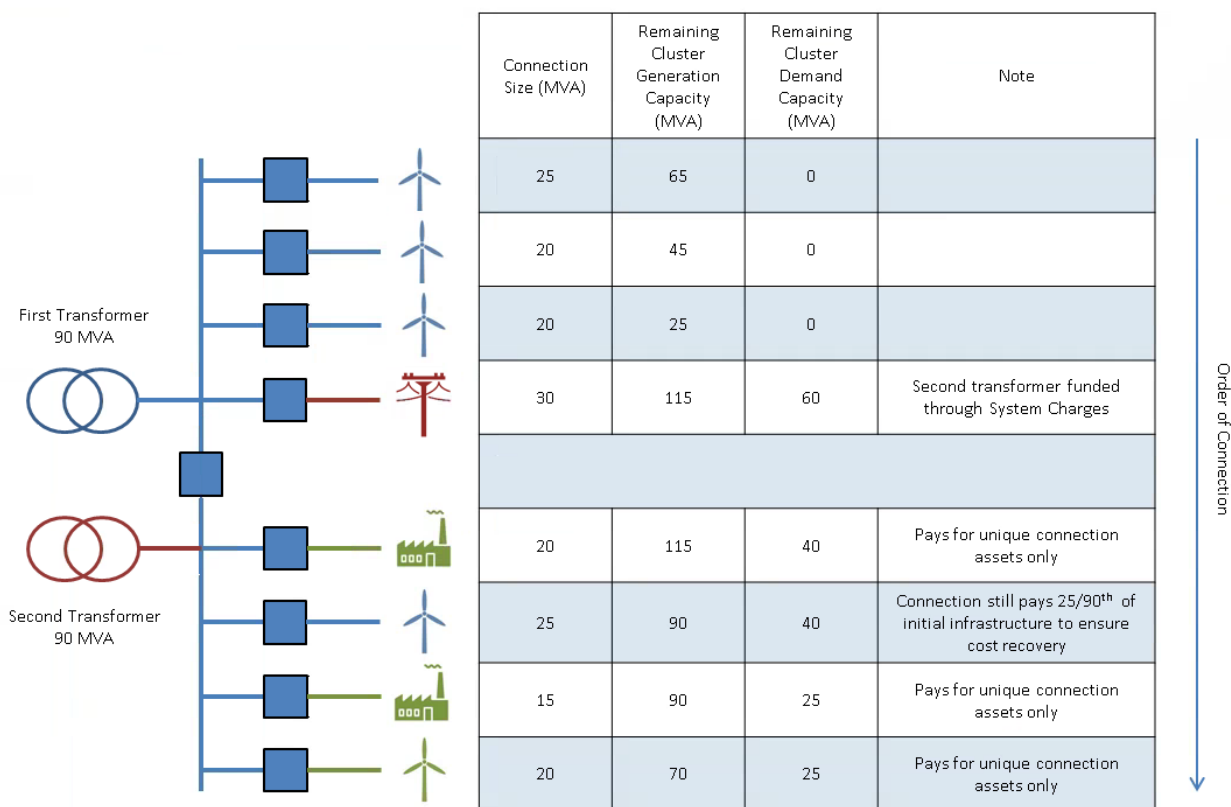 Connection
Size (MVA)
Remaining
Cluster
Generation
Capacity
(MVA)
Remaining
Cluster
Demand
Capacity
(MVA)
Note
25
65
0
20
45
0
20
25
0
First Transformer
90 MVA
30
115
60
Second transformer funded
through System Charges
20
115
40
Pays for unique connection
assets only
Second Transformer
90 MVA
25
90
40
Connection still pays 25/90th of
initial infrastructure to ensure
cost recovery
15
90
25
Pays for unique connection
assets only
20
70
25
Pays for unique connection
assets only
Order of Connection